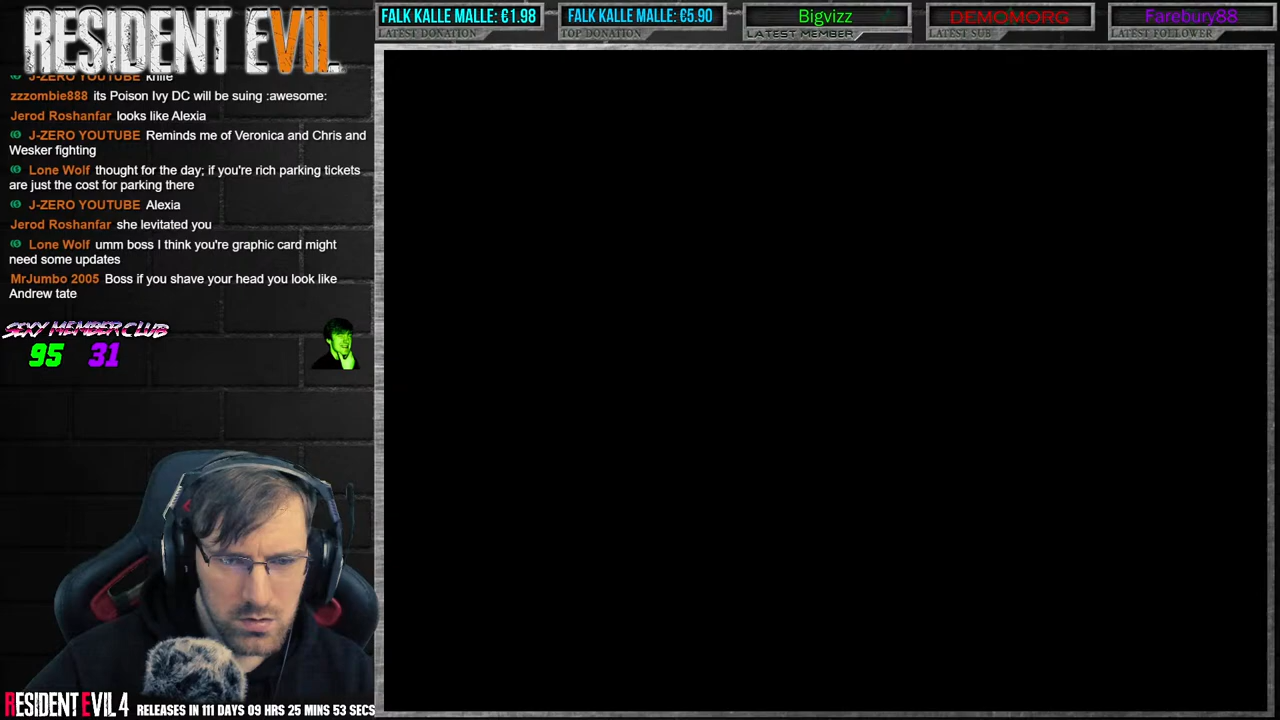 RESIDENT EVIL
FALK KALLE MALLE: €1.98
LATEST DONATION
FALK KALLE MALLE: €5.90
TOP DONATION
Bigvizz
LATEST MEMBER
DEMOMORG
LATEST SUB
Farebury88
LATEST FOLLOWER
J-ZERO YOUTUBE knife
zzzombie888 its Poison Ivy DC will be suing :awesome:
Jerod Roshanfar looks like Alexia
J-ZERO YOUTUBE Reminds me of Veronica and Chris and
Wesker fighting
Lone Wolf thought for the day; if you're rich parking tickets
are just the cost for parking there
J-ZERO YOUTUBE Alexia
Jerod Roshanfar she levitated you
Lone Wolf umm boss I think you're graphic card might
need some updates
MrJumbo 2005 Boss if you shave your head you look like
Andrew tate
SEXY MEMBER CLUB
95 31
RESIDENT EVIL 4 RELEASES IN 111 DAYS 09 HRS 25 MINS 53 SECS